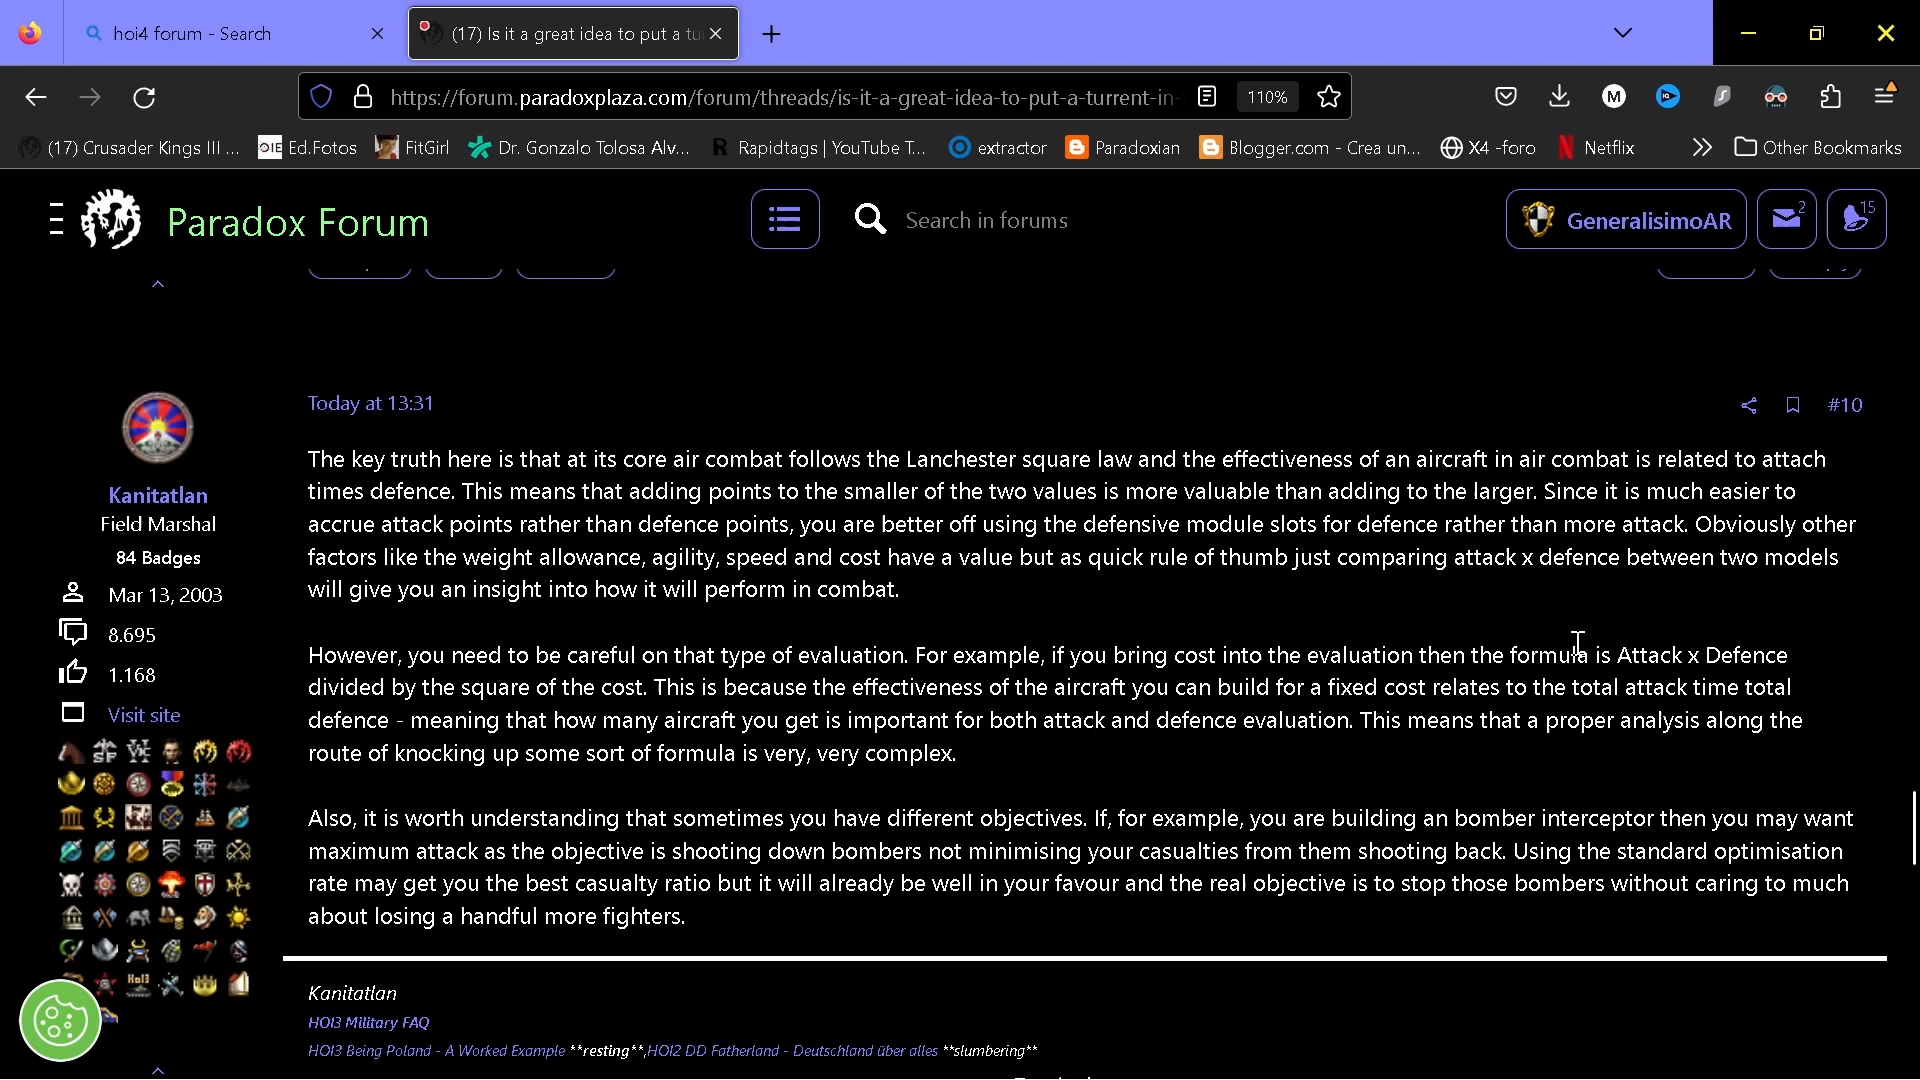 hoi4 forum - Search
(17) Is it a great idea to put a tu
https://forum.paradoxplaza.com/forum/threads/is-it-a-great-idea-to-put-a-turrent-in-
110%
(17) Crusader Kings III ...
Ed.Fotos
FitGirl
Dr. Gonzalo Tolosa Alv...
Rapidtags | YouTube T...
extractor
Paradoxian
Blogger.com - Crea un...
X4 -foro
Netflix
Other Bookmarks
Paradox Forum
Search in forums
GeneralisimoAR
2
15
Today at 13:31
#10
Kanitatlan
Field Marshal
84 Badges
Mar 13, 2003
8.695
1.168
Visit site
The key truth here is that at its core air combat follows the Lanchester square law and the effectiveness of an aircraft in air combat is related to attach
times defence. This means that adding points to the smaller of the two values is more valuable than adding to the larger. Since it is much easier to
accrue attack points rather than defence points, you are better off using the defensive module slots for defence rather than more attack. Obviously other
factors like the weight allowance, agility, speed and cost have a value but as quick rule of thumb just comparing attack x defence between two models
will give you an insight into how it will perform in combat.
However, you need to be careful on that type of evaluation. For example, if you bring cost into the evaluation then the formula is Attack x Defence
divided by the square of the cost. This is because the effectiveness of the aircraft you can build for a fixed cost relates to the total attack time total
defence - meaning that how many aircraft you get is important for both attack and defence evaluation. This means that a proper analysis along the
route of knocking up some sort of formula is very, very complex.
Also, it is worth understanding that sometimes you have different objectives. If, for example, you are building an bomber interceptor then you may want
maximum attack as the objective is shooting down bombers not minimising your casualties from them shooting back. Using the standard optimisation
rate may get you the best casualty ratio but it will already be well in your favour and the real objective is to stop those bombers without caring to much
about losing a handful more fighters.
Kanitatlan
HOI3 Military FAQ
HOI3 Being Poland - A Worked Example **resting**,HOI2 DD Fatherland - Deutschland über alles **slumbering**